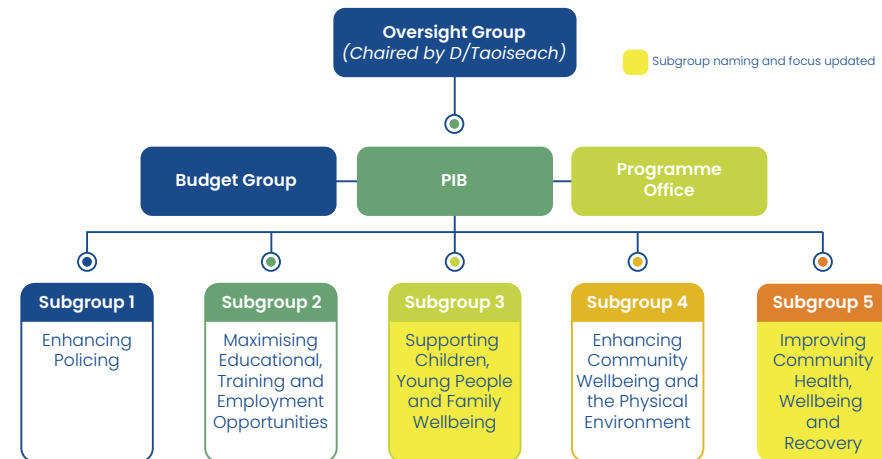 Oversight Group
(Chaired by D/Taoiseach)
Subgroup naming and focus updated
Budget Group
PIB
Programme
Office
Subgroup 1
Enhancing
Policing
Subgroup 2
Maximising
Educational,
Training and
Employment
Opportunities
Subgroup 3
Supporting
Children,
Young People
and Family
Wellbeing
Subgroup 4
Enhancing
Community
Wellbeing and
the Physical
Environment
Subgroup 5
Improving
Community
Health,
Wellbeing
and
Recovery